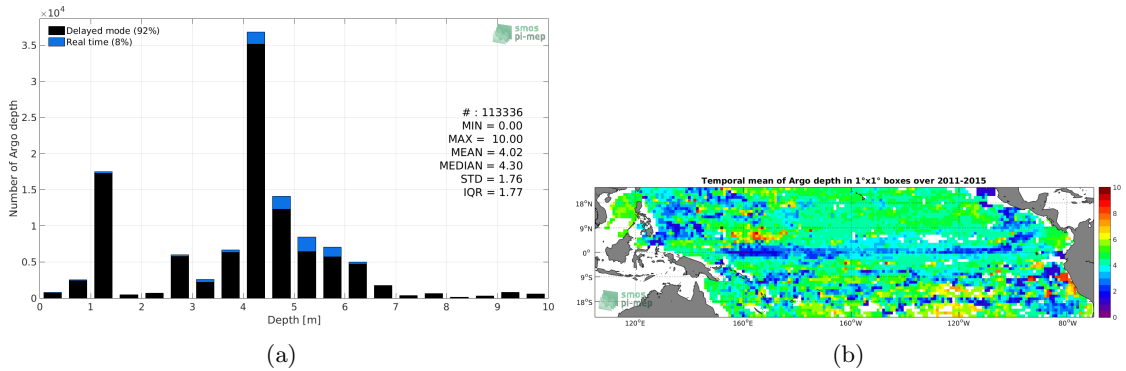 ×10⁴
Delayed mode (92%)
Real time (8%)
smos
pi-mep
# : 113336
MIN = 0.00
MAX = 10.00
MEAN = 4.02
MEDIAN = 4.30
STD = 1.76
IQR = 1.77
Number of Argo depth
3.5
3
2.5
2
1.5
1
0.5
0
0 1 2 3 4 5 6 7 8 9 10
Depth [m]
(a)
Temporal mean of Argo depth in 1°x1° boxes over 2011-2015
18°N
9°N
0°
9°S
18°S
smos
pi-mep
120°E 160°E 160°W 120°W 80°W
10
8
6
4
2
0
(b)